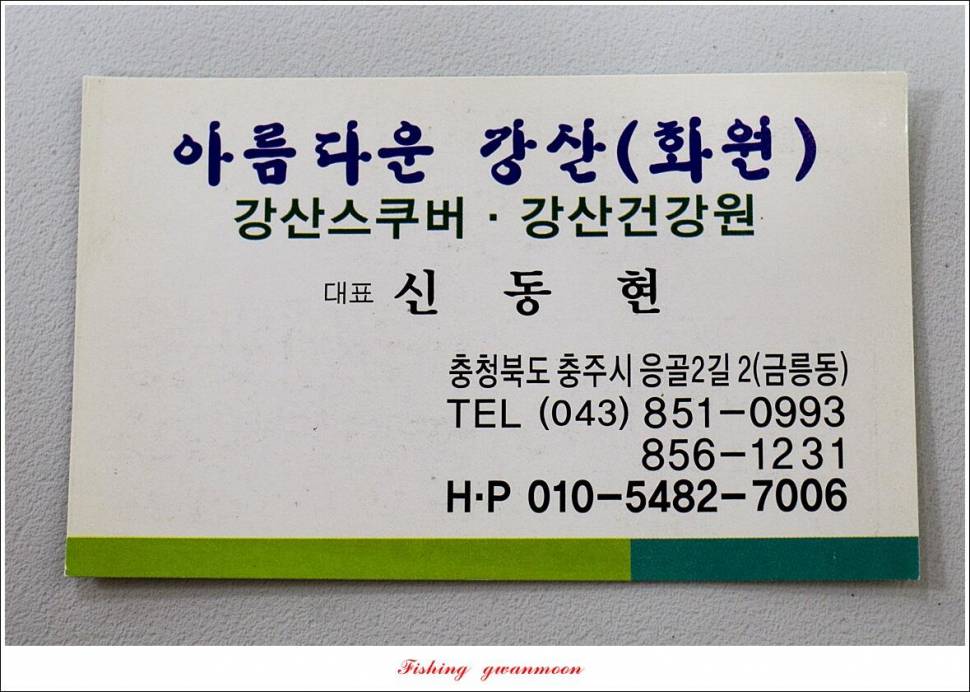 아름다운 강산(화원)
강산스쿠버 · 강산건강원
대표 신 동 현
충청북도 충주시 응골2길 2(금릉동)
TEL (043) 851-0993
856-1231
H·P 010-5482-7006
Fishing gwanmoon